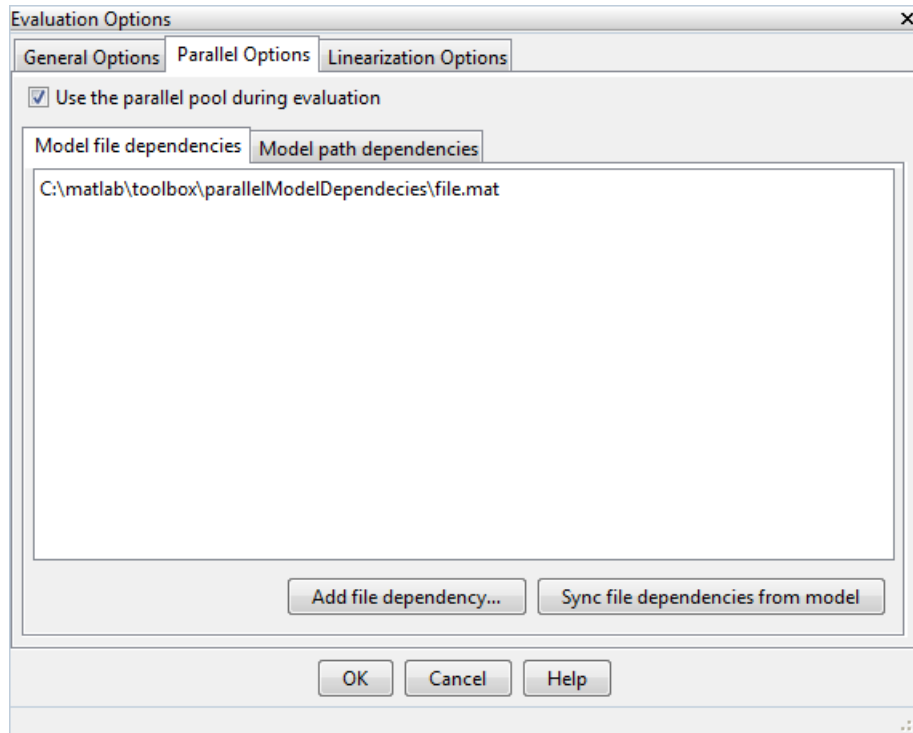 Evaluation Options
General Options Parallel Options Linearization Options
Use the parallel pool during evaluation
Model file dependencies Model path dependencies
C:\matlab\toolbox\parallelModelDependecies\file.mat
Add file dependency... Sync file dependencies from model
OK Cancel Help